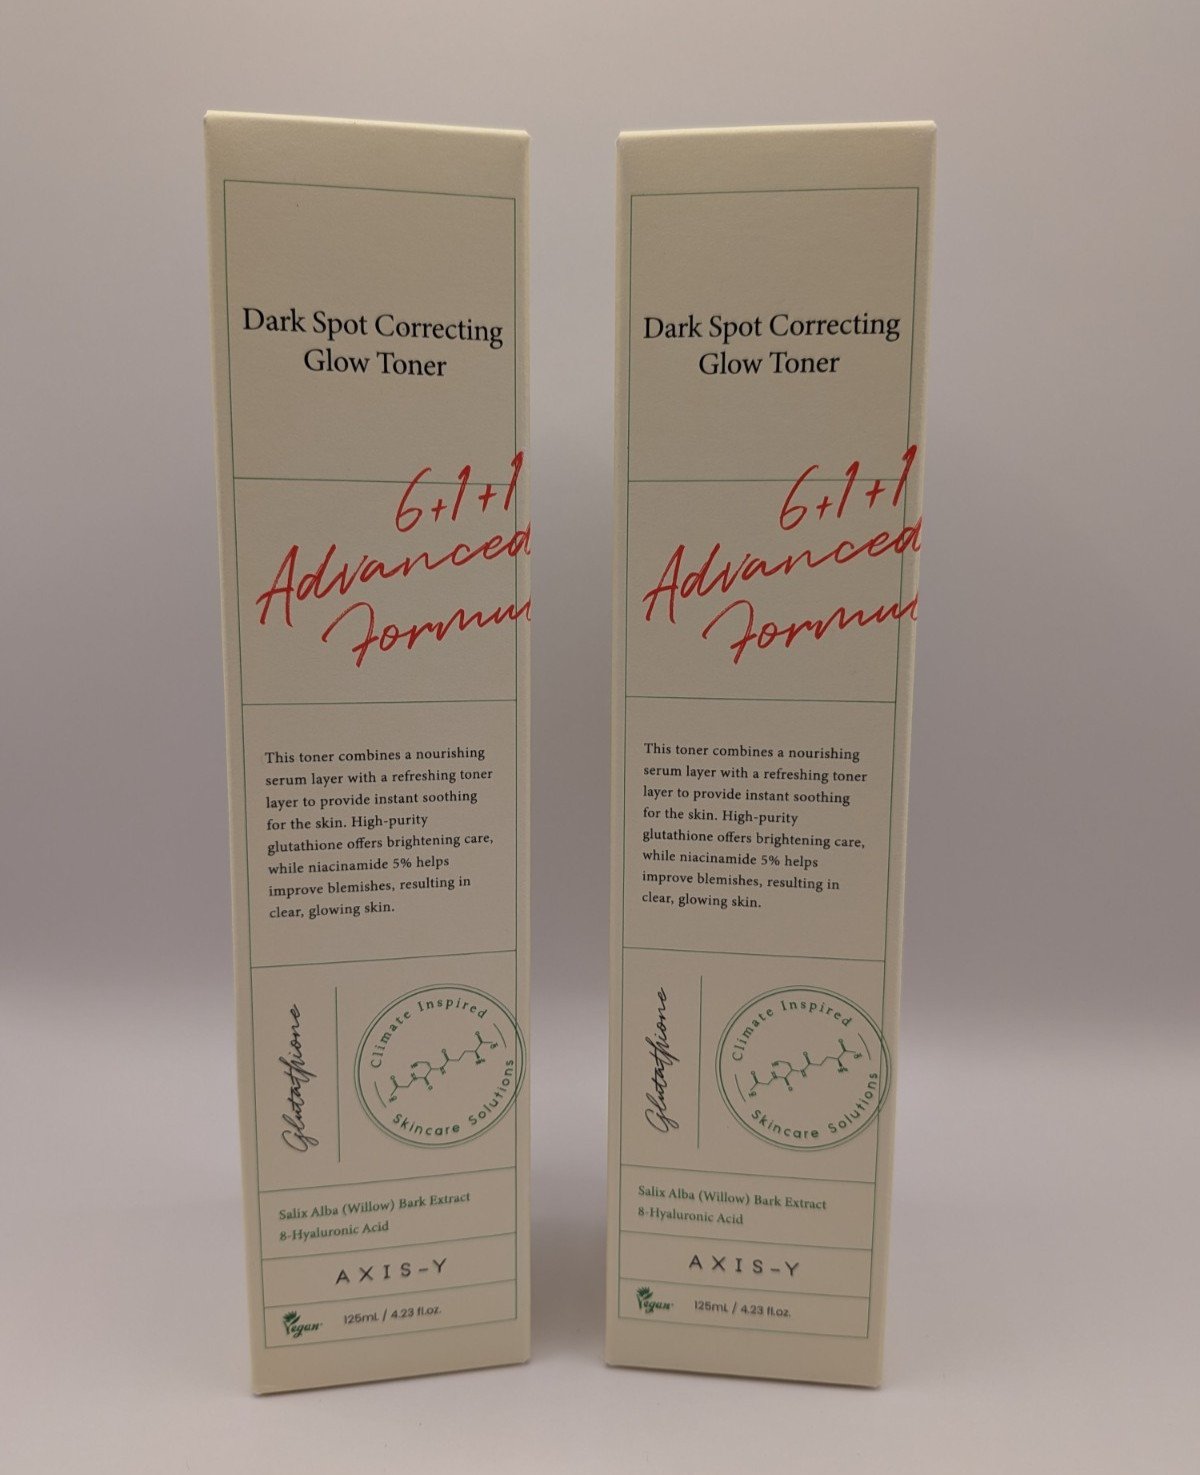 Dark Spot Correcting
Glow Toner
6+1+1
Advanced
Formul
This toner combines a nourishing
serum layer with a refreshing toner
layer to provide instant soothing
for the skin. High-purity
glutathione offers brightening care,
while niacinamide 5% helps
improve blemishes, resulting in
clear, glowing skin.
Glutathione
Climate Inspired
Skincare Solutions
Salix Alba (Willow) Bark Extract
8-Hyaluronic Acid
AXIS-Y
Vegan
125mL / 4.23 fl.oz.
Dark Spot Correcting
Glow Toner
6+1+1
Advanced
Formul
This toner combines a nourishing
serum layer with a refreshing toner
layer to provide instant soothing
for the skin. High-purity
glutathione offers brightening care,
while niacinamide 5% helps
improve blemishes, resulting in
clear, glowing skin.
Glutathione
Climate Inspired
Skincare Solutions
Salix Alba (Willow) Bark Extract
8-Hyaluronic Acid
AXIS-Y
Vegan
125mL / 4.23 fl.oz.